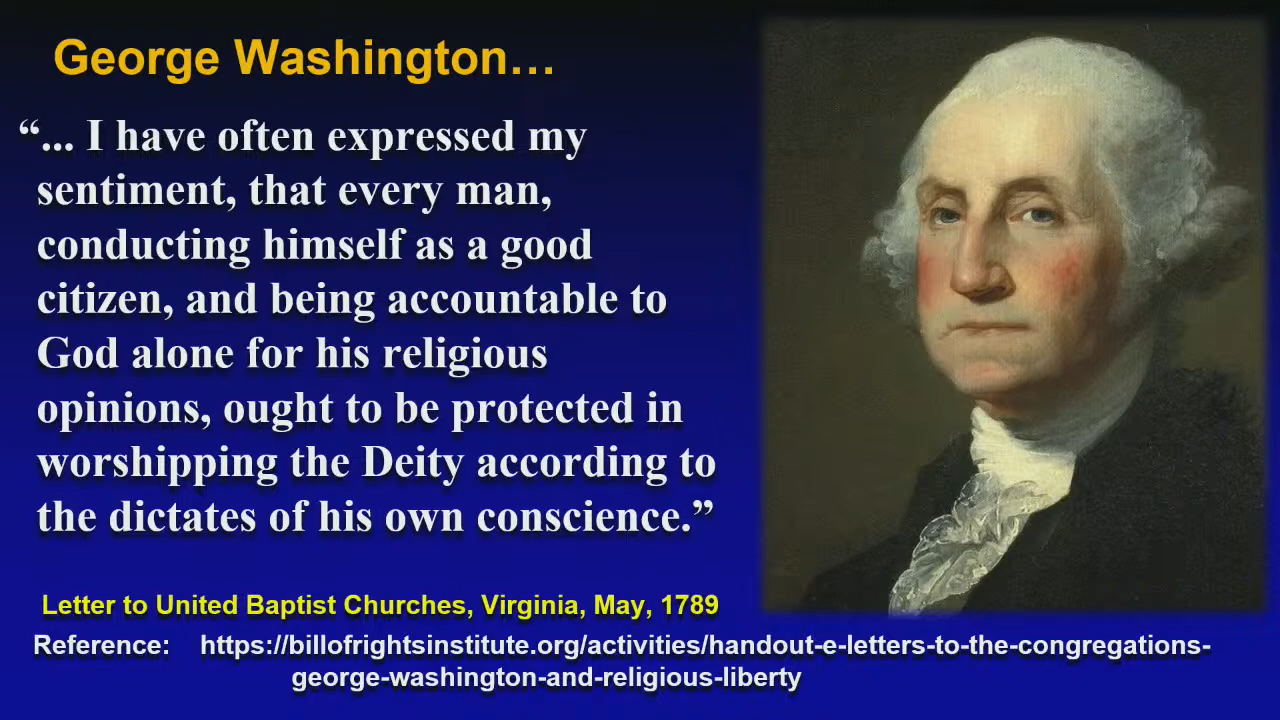 George Washington…
“... I have often expressed my
sentiment, that every man,
conducting himself as a good
citizen, and being accountable to
God alone for his religious
opinions, ought to be protected in
worshipping the Deity according to
the dictates of his own conscience.”
Letter to United Baptist Churches, Virginia, May, 1789
Reference: https://billofrightsinstitute.org/activities/handout-e-letters-to-the-congregations-
george-washington-and-religious-liberty